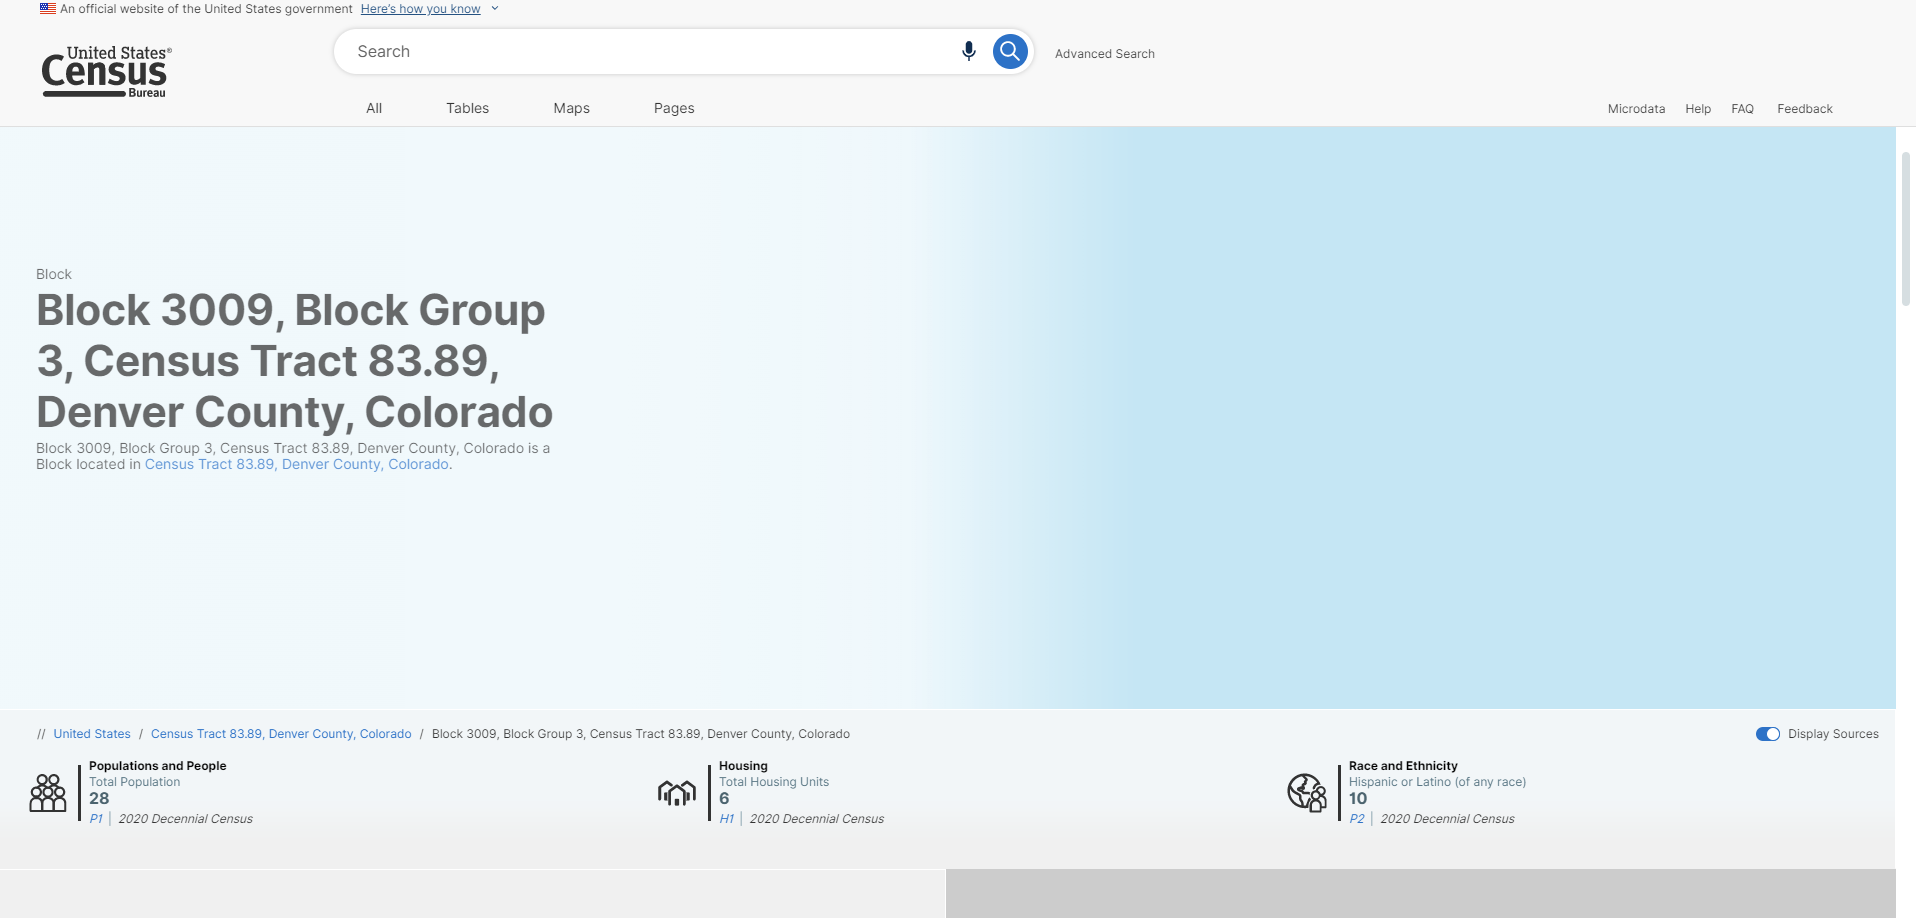 An official website of the United States government Here's how you know
United States®
Census
Bureau
Search
Advanced Search
All Tables Maps Pages
Microdata Help FAQ Feedback
Block
Block 3009, Block Group
3, Census Tract 83.89,
Denver County, Colorado
Block 3009, Block Group 3, Census Tract 83.89, Denver County, Colorado is a
Block located in Census Tract 83.89, Denver County, Colorado.
// United States / Census Tract 83.89, Denver County, Colorado / Block 3009, Block Group 3, Census Tract 83.89, Denver County, Colorado
Display Sources
Populations and People
Total Population
28
P1 | 2020 Decennial Census
Housing
Total Housing Units
6
H1 | 2020 Decennial Census
Race and Ethnicity
Hispanic or Latino (of any race)
10
P2 | 2020 Decennial Census